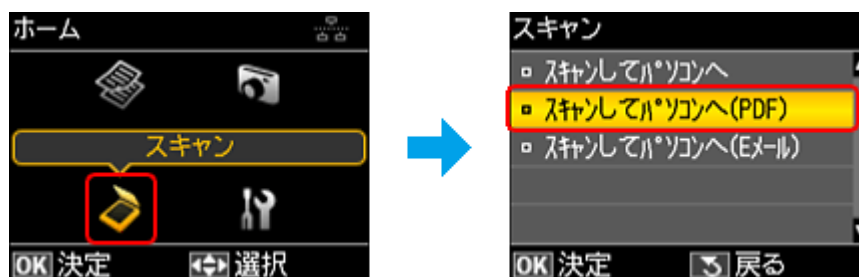 ホーム
スキャン
OK 決定 選択
スキャン
スキャンしてパソコンへ
スキャンしてパソコンへ(PDF)
スキャンしてパソコンへ(Eメール)
OK 決定 戻る